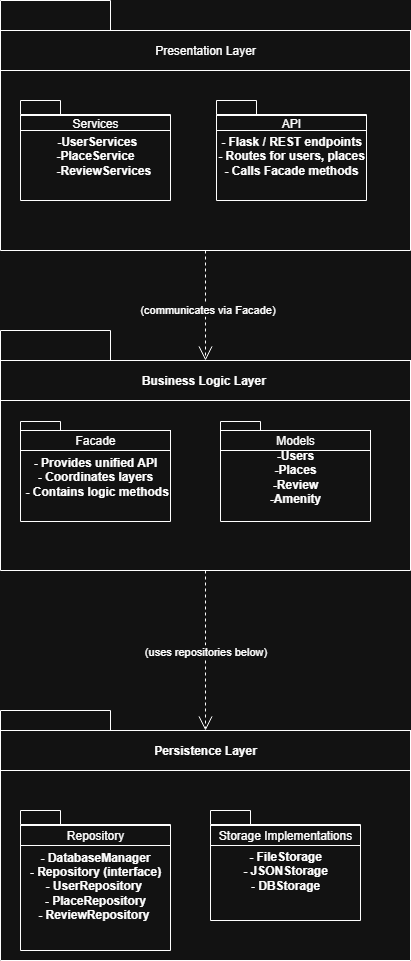 Presentation Layer
Services
-UserServices
-PlaceService
-ReviewServices
API
- Flask / REST endpoints
- Routes for users, places
- Calls Facade methods
(communicates via Facade)
Business Logic Layer
Facade
- Provides unified API
- Coordinates layers
- Contains logic methods
Models
-Users
-Places
-Review
-Amenity
(uses repositories below)
Persistence Layer
Repository
- DatabaseManager
- Repository (interface)
- UserRepository
- PlaceRepository
- ReviewRepository
Storage Implementations
- FileStorage
- JSONStorage
- DBStorage